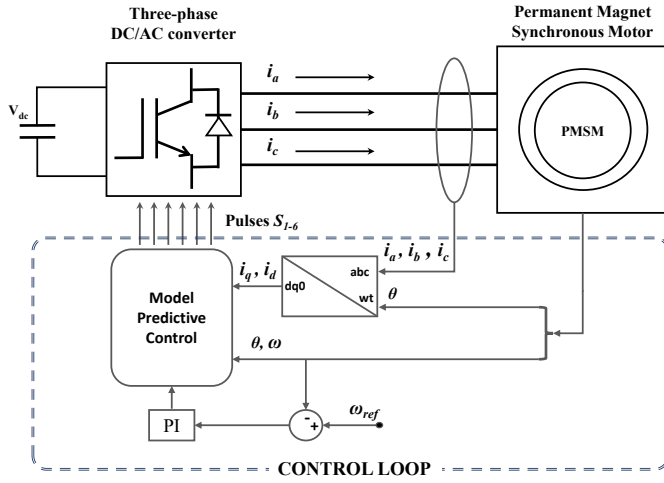 Three-phase
DC/AC converter
Permanent Magnet
Synchronous Motor
V_dc
i_a
i_b
i_c
PMSM
Pulses S_1-6
i_a, i_b , i_c
i_q, i_d
abc
dq0
wt
θ
Model
Predictive
Control
θ, ω
-
+
ω_ref
PI
CONTROL LOOP